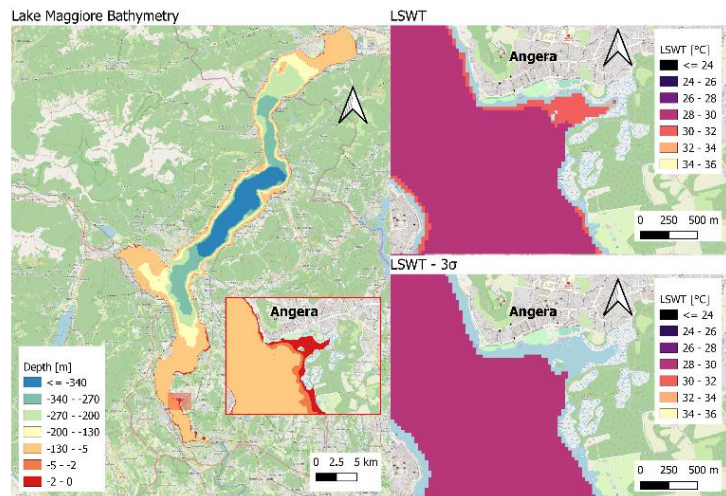 Lake Maggiore Bathymetry
Angera
Depth [m]
<= -340
-340 - -270
-270 - -200
-200 - -130
-130 - -5
-5 - -2
-2 - 0
0 2.5 5 km
LSWT
Angera
LSWT [°C]
<= 24
24 - 26
26 - 28
28 - 30
30 - 32
32 - 34
34 - 36
0 250 500 m
LSWT - 3σ
Angera
LSWT [°C]
<= 24
24 - 26
26 - 28
28 - 30
30 - 32
32 - 34
34 - 36
0 250 500 m